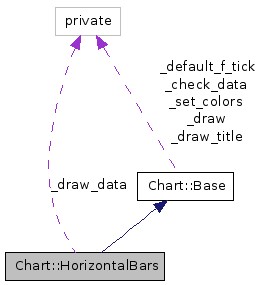 private
_default_f_tick
_check_data
_set_colors
_draw
_draw_title
_draw_data
Chart::Base
Chart::HorizontalBars